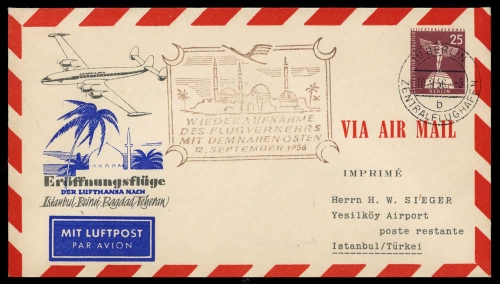 25
BERLIN
b
ZENTRALFLUGHAFEN
WIEDERAUFNAHME
DES FLUGVERKEHRS
MIT DEM NAHEN OSTEN
12. SEPTEMBER 1956
VIA AIR MAIL
Eröffnungsflüge
DER LUFTHANSA NACH
Istanbul, Beirut, Bagdad, Teheran
MIT LUFTPOST
PAR AVION
IMPRIMÉ
Herrn H. W. SIEGER
Yesilköy Airport
poste restante
Istanbul/Türkei